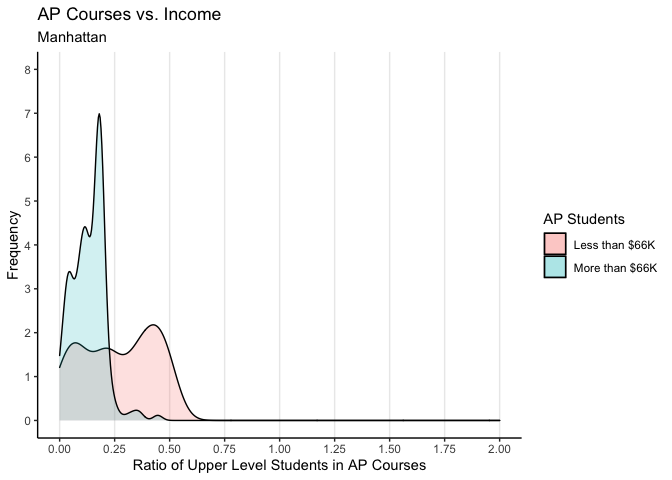 AP Courses vs. Income
Manhattan
8
7
6
5
4
3
2
1
0
Frequency
0.00 0.25 0.50 0.75 1.00 1.25 1.50 1.75 2.00
Ratio of Upper Level Students in AP Courses
AP Students
Less than $66K
More than $66K